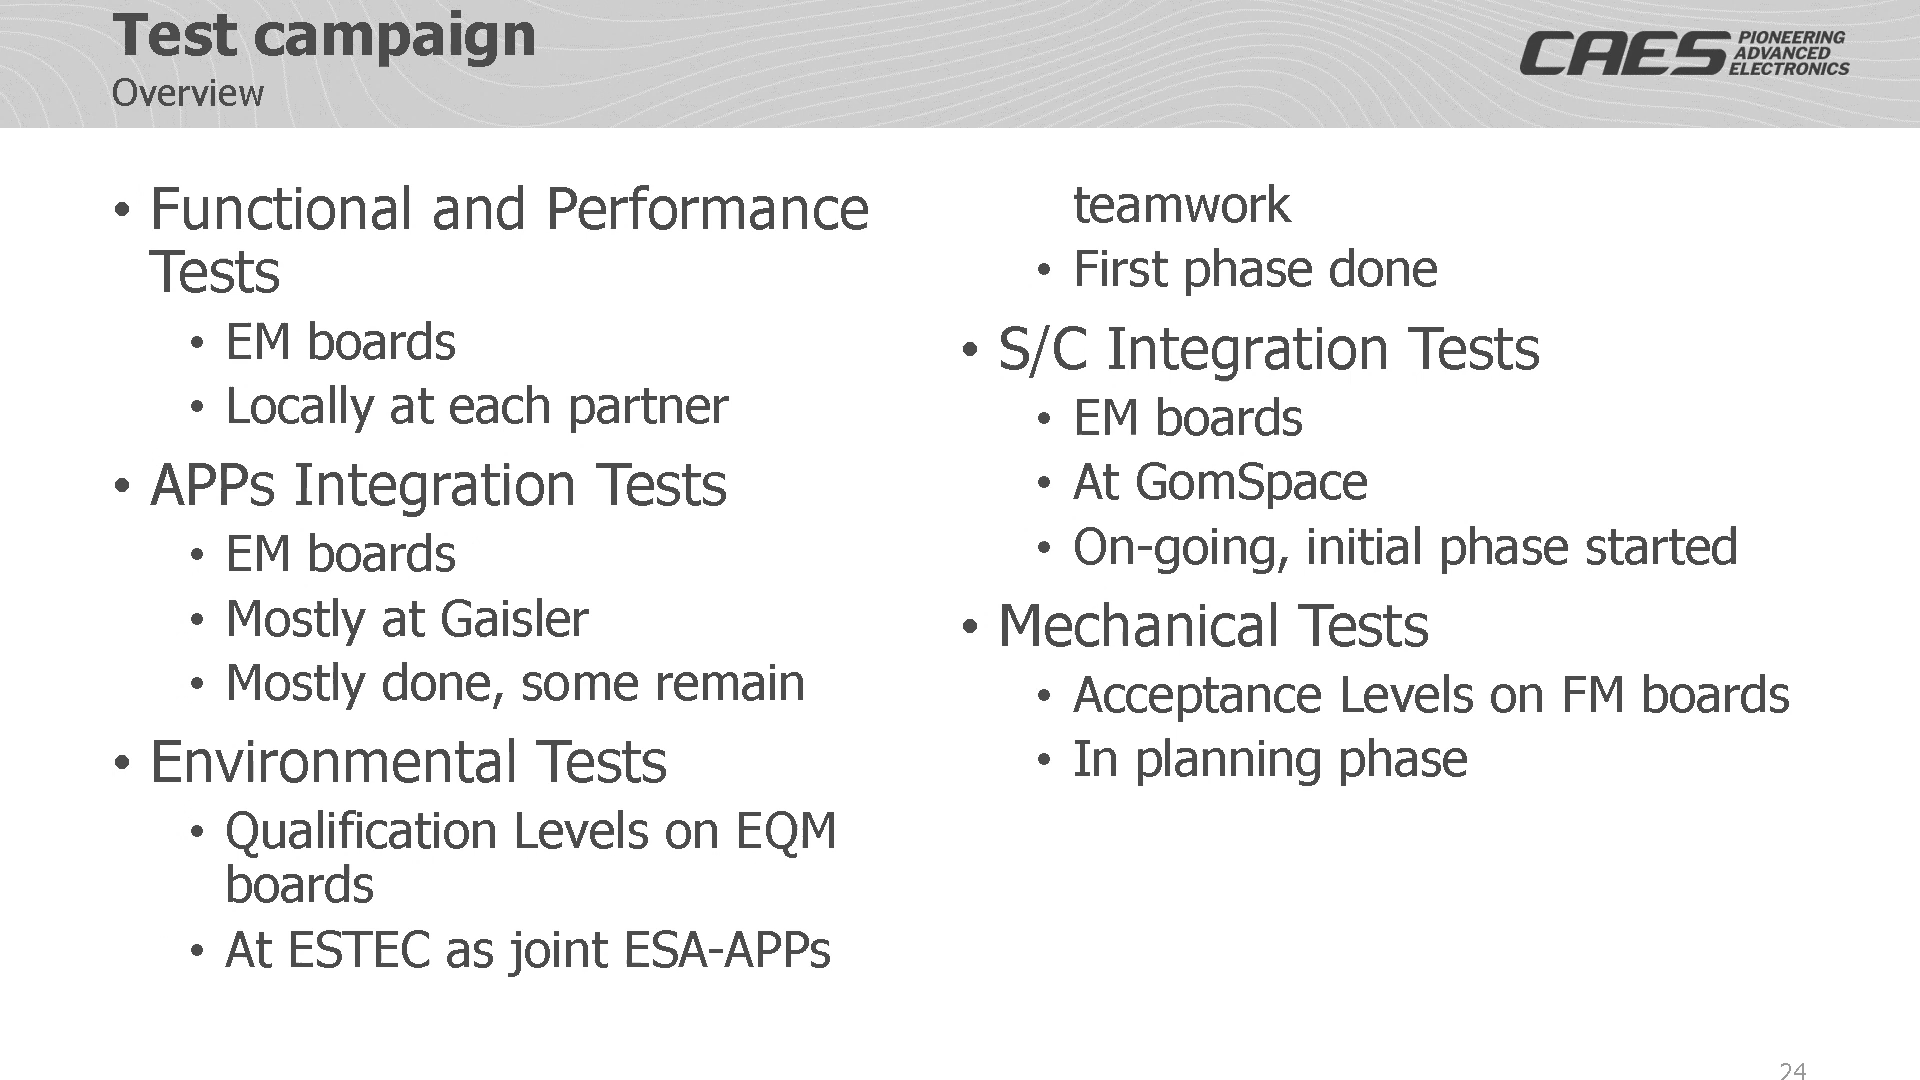 Test campaign
Overview
CAES PIONEERING
ADVANCED
ELECTRONICS
• Functional and Performance
Tests
• EM boards
• Locally at each partner
• APPs Integration Tests
• EM boards
• Mostly at Gaisler
• Mostly done, some remain
• Environmental Tests
• Qualification Levels on EQM
boards
• At ESTEC as joint ESA-APPs
teamwork
• First phase done
• S/C Integration Tests
• EM boards
• At GomSpace
• On-going, initial phase started
• Mechanical Tests
• Acceptance Levels on FM boards
• In planning phase
24